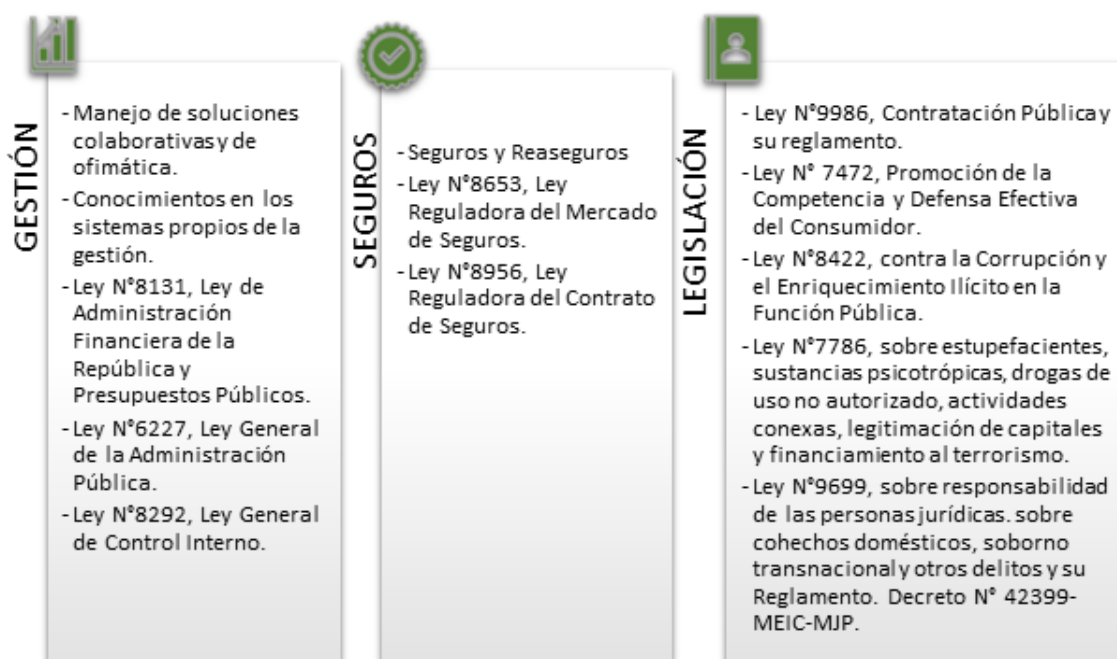 GESTIÓN
- Manejo de soluciones
colaborativas y de
ofimática.
- Conocimientos en los
sistemas propios de la
gestión.
- Ley N°8131, Ley de
Administración
Financiera de la
República y
Presupuestos Públicos.
- Ley N°6227, Ley General
de la Administración
Pública.
- Ley N°8292, Ley General
de Control Interno.
SEGUROS
- Seguros y Reaseguros
- Ley N°8653, Ley
Reguladora del Mercado
de Seguros.
- Ley N°8956, Ley
Reguladora del Contrato
de Seguros.
LEGISLACIÓN
- Ley N°9986, Contratación Pública y
su reglamento.
- Ley N° 7472, Promoción de la
Competencia y Defensa Efectiva
del Consumidor.
- Ley N°8422, contra la Corrupción y
el Enriquecimiento Ilícito en la
Función Pública.
- Ley N°7786, sobre estupefacientes,
sustancias psicotrópicas, drogas de
uso no autorizado, actividades
conexas, legitimación de capitales
y financiamiento al terrorismo.
- Ley N°9699, sobre responsabilidad
de las personas jurídicas. sobre
cohechos domésticos, soborno
transnacional y otros delitos y su
Reglamento. Decreto N° 42399-
MEIC-MJP.